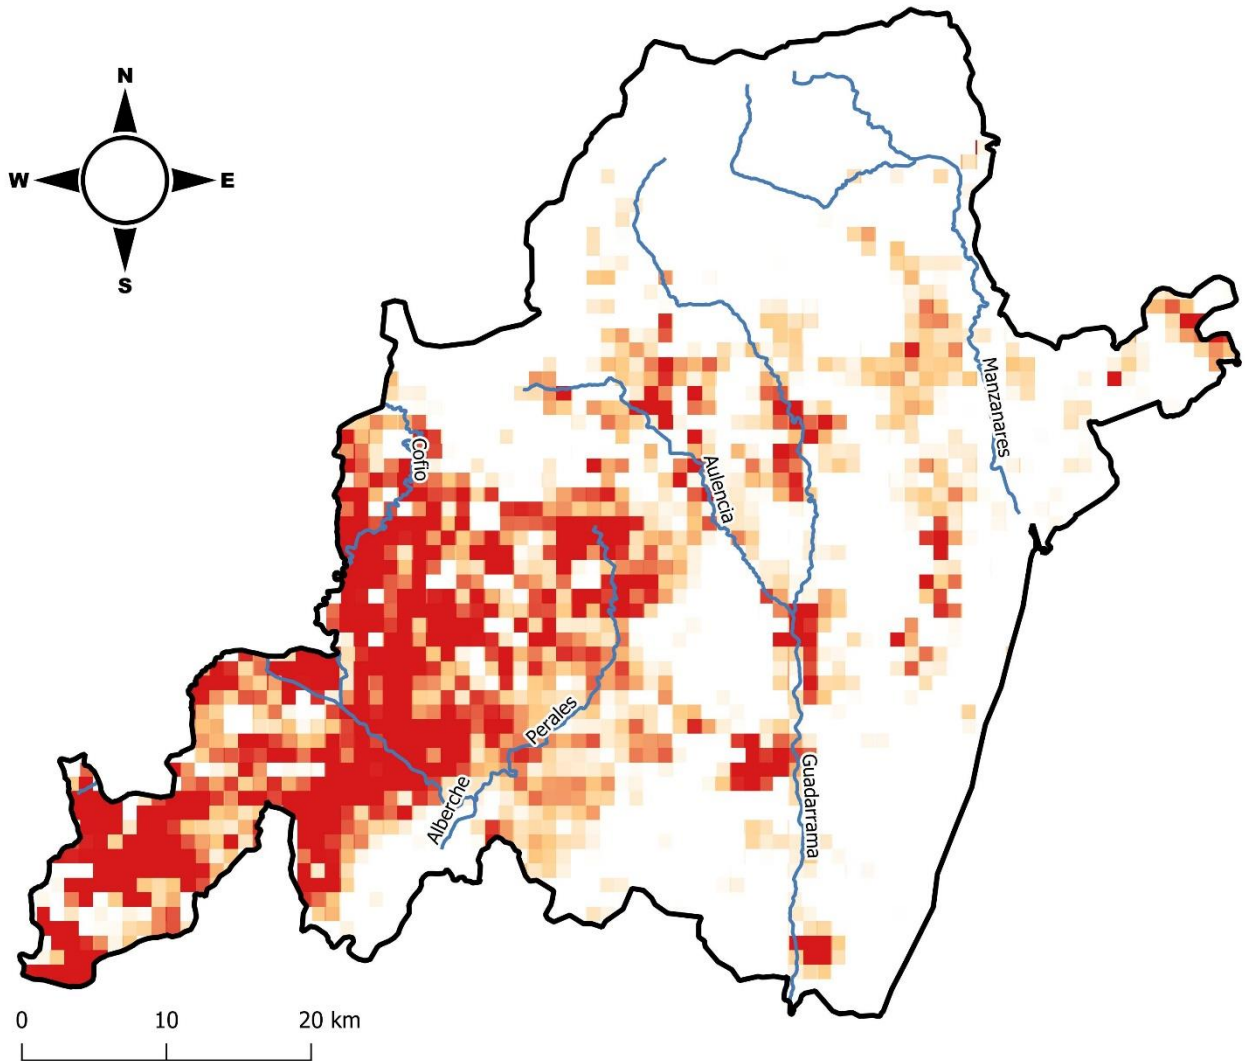 N
W E
S
Manzanares
Cofio
Aulencia
Perales
Guadarrama
Alberche
0 10 20 km